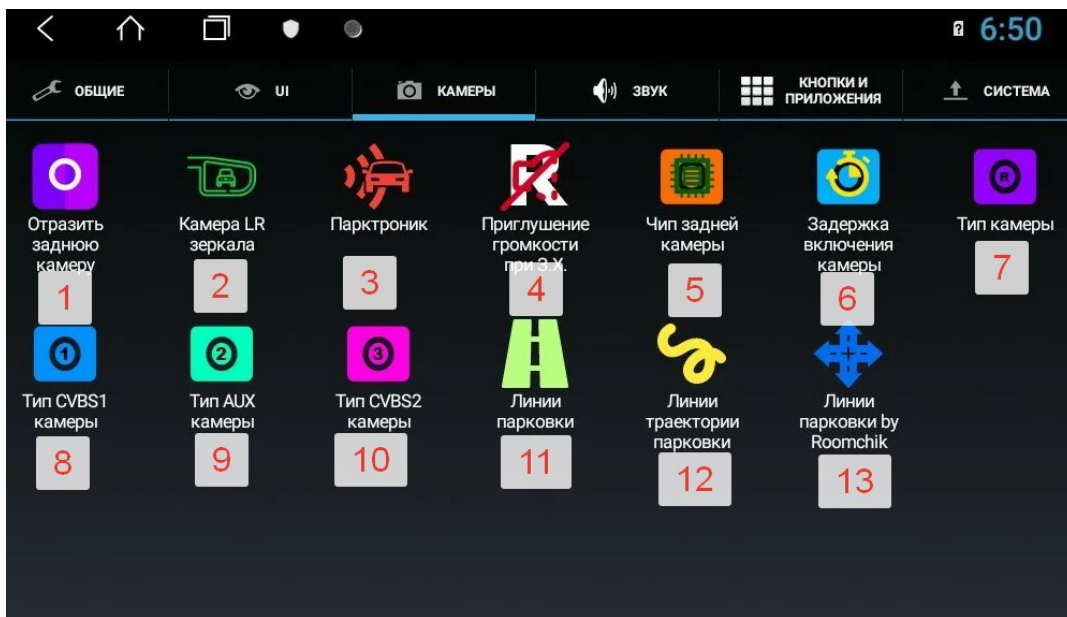 6:50
ОБЩИЕ
UI
КАМЕРЫ
ЗВУК
КНОПКИ И
ПРИЛОЖЕНИЯ
СИСТЕМА
R
R
Отразить
заднюю
камеру
Камера LR
зеркала
Парктроник
Приглушение
громкости
при З.Х.
Чип задней
камеры
Задержка
включения
камеры
Тип камеры
1
2
3
4
5
6
7
1
2
3
Тип CVBS1
камеры
Тип AUX
камеры
Тип CVBS2
камеры
Линии
парковки
Линии
траектории
парковки
Линии
парковки by
Roomchik
8
9
10
11
12
13